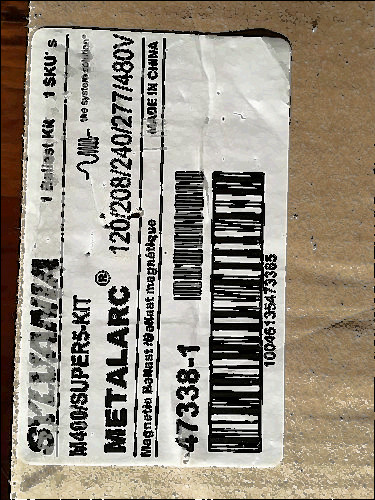 SYLVANIA 1 Ballast Kit 1 SKU's
M400/SUPER5-KIT the system solution
METALARC® 120/208/240/277/480V
Magnetic Ballast /Ballast magnétique MADE IN CHINA
47338-1
10046135473385